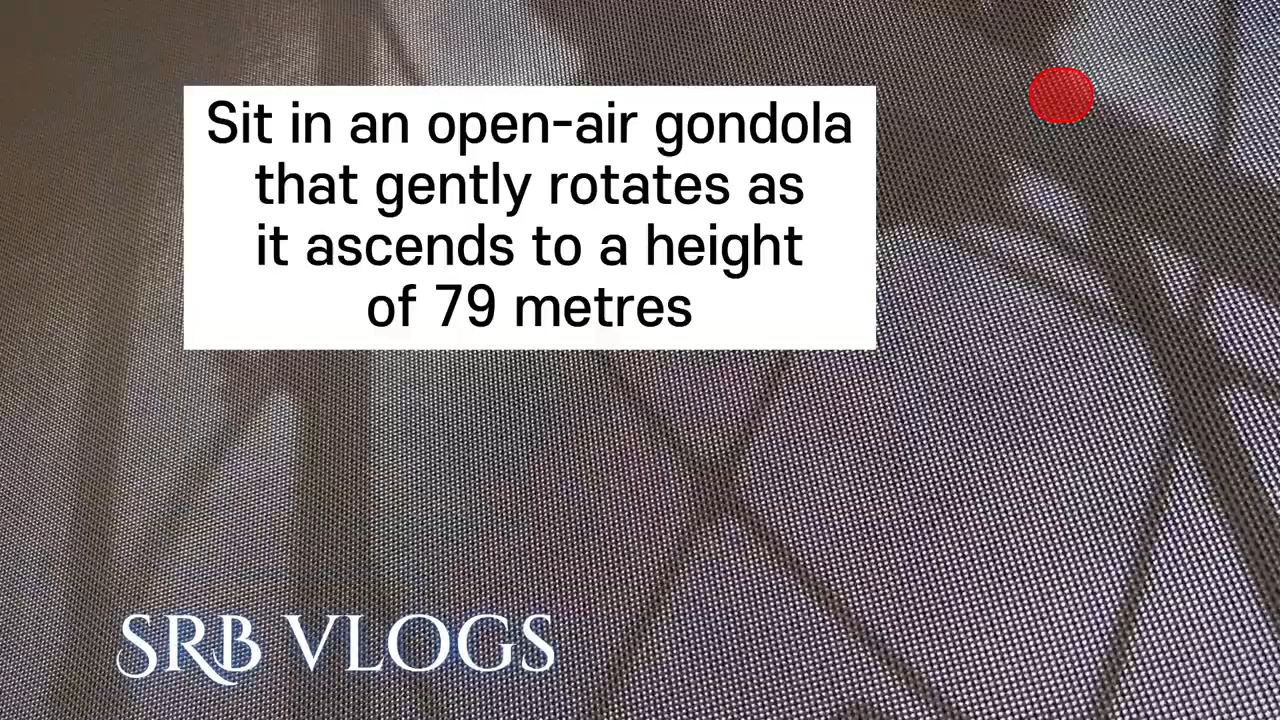 Sit in an open-air gondola
that gently rotates as
it ascends to a height
of 79 metres
SRB VLOGS